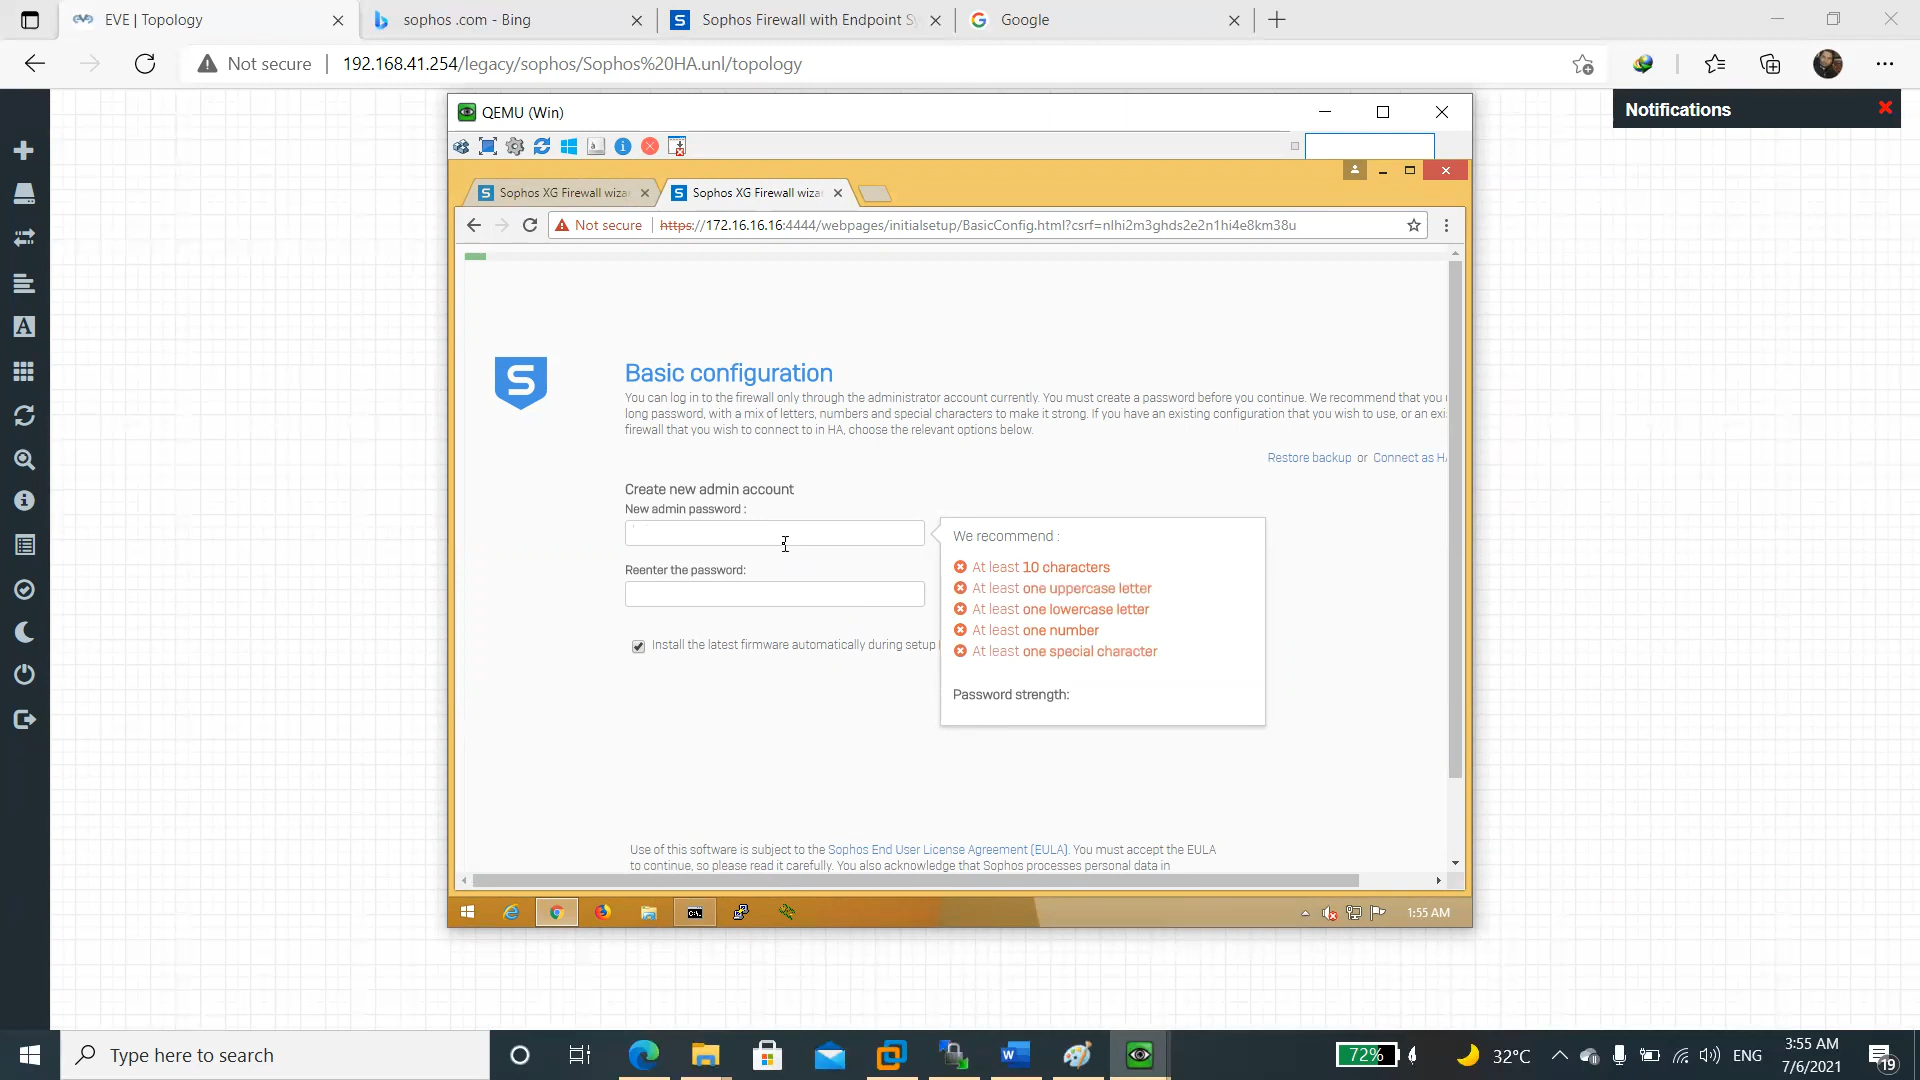 EVE | Topology
sophos .com - Bing
Sophos Firewall with Endpoint S
Google
Not secure
192.168.41.254/legacy/sophos/Sophos%20HA.unl/topology
Notifications
QEMU (Win)
Sophos XG Firewall wiza
Sophos XG Firewall wiza
Not secure
https://172.16.16.16:4444/webpages/initialsetup/BasicConfig.html?csrf=nlhi2m3ghds2e2n1hi4e8km38u
Basic configuration
You can log in to the firewall only through the administrator account currently. You must create a password before you continue. We recommend that you
long password, with a mix of letters, numbers and special characters to make it strong. If you have an existing configuration that you wish to use, or an exi
firewall that you wish to connect to in HA, choose the relevant options below.
Restore backup or Connect as HA
Create new admin account
New admin password :
Reenter the password:
Install the latest firmware automatically during setup
We recommend :
At least 10 characters
At least one uppercase letter
At least one lowercase letter
At least one number
At least one special character
Password strength:
Use of this software is subject to the Sophos End User License Agreement (EULA). You must accept the EULA
to continue, so please read it carefully. You also acknowledge that Sophos processes personal data in
1:55 AM
Type here to search
72%
32°C
ENG
3:55 AM
7/6/2021
19